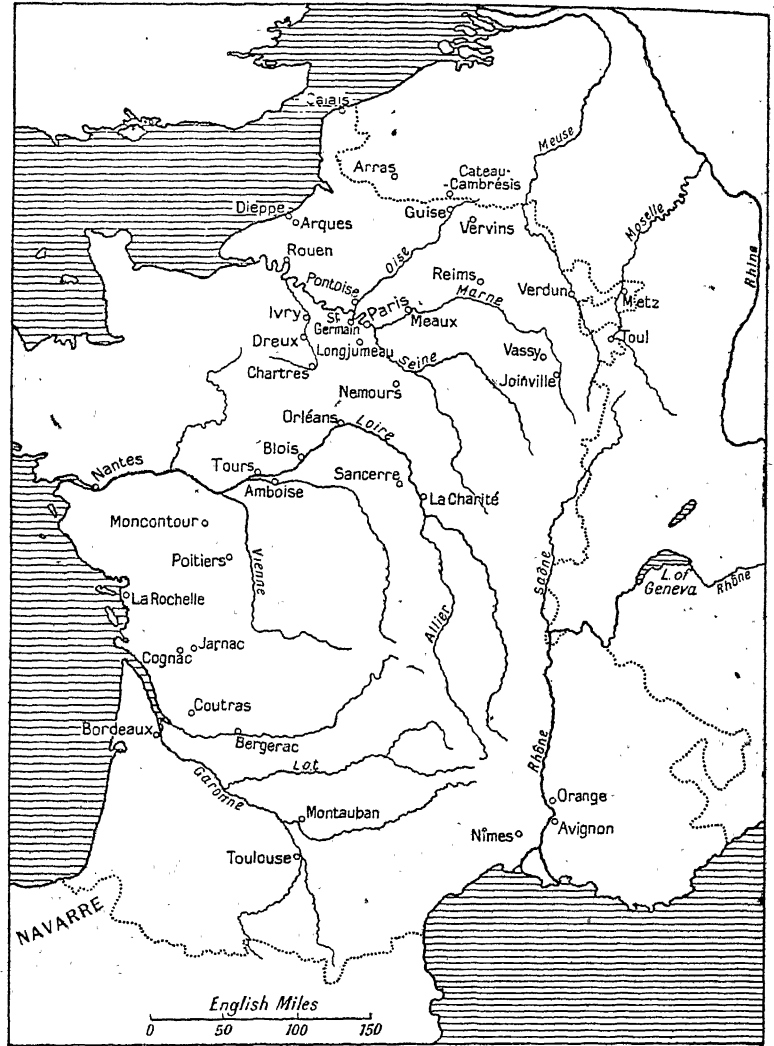 Calais
Meuse
Arras
Cateau-
-Cambrésis
Dieppe
Arques
Guise
Vervins
Moselle
Rouen
Oise
Rhine
Pontoise
Reims
Marne
Verdun
Metz
Ivry
St.
Germain
Paris
Meaux
Dreux
Longjumeau
Toul
Seine
Vassy
Chartres
Joinville
Nemours
Orléans
Loire
Blois
Nantes
Tours
Sancerre
Amboise
La Charité
Moncontour
Poitiers
Vienne
Saône
L. of
Geneva
Rhône
La Rochelle
Allier
Jarnac
Cognac
Coutras
Bordeaux
Bergerac
Lot
Rhône
Garonne
Orange
Montauban
Avignon
Nîmes
Toulouse
NAVARRE
English Miles
0 50 100 150